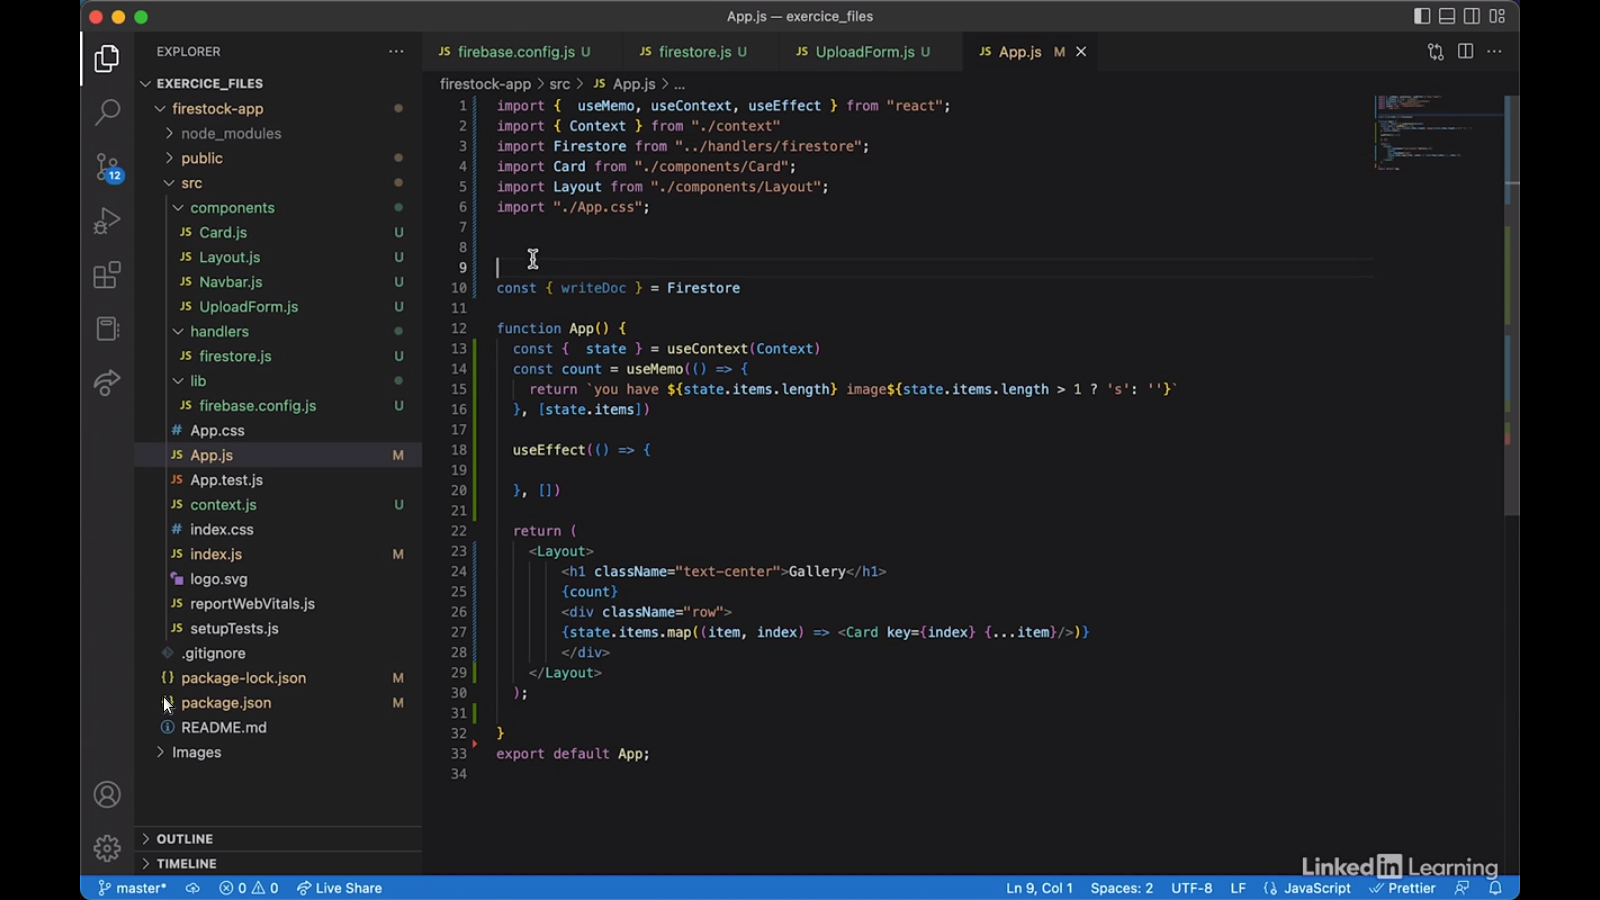 App.js — exercice_files
EXPLORER
EXERCICE_FILES
firestock-app
node_modules
public
src
components
JS Card.js U
JS Layout.js U
JS Navbar.js U
JS UploadForm.js U
handlers
JS firestore.js U
lib
JS firebase.config.js U
# App.css
JS App.js M
JS App.test.js
JS context.js U
# index.css
JS index.js M
logo.svg
JS reportWebVitals.js
JS setupTests.js
.gitignore
{} package-lock.json M
package.json M
README.md
Images
OUTLINE
TIMELINE
12
JS firebase.config.js U
JS firestore.js U
JS UploadForm.js U
JS App.js M
firestock-app > src > JS App.js > ...
1 import {  useMemo, useContext, useEffect } from "react";
2 import { Context } from "./context"
3 import Firestore from "../handlers/firestore";
4 import Card from "./components/Card";
5 import Layout from "./components/Layout";
6 import "./App.css";
7
8
9
10 const { writeDoc } = Firestore
11
12 function App() {
13 const {  state } = useContext(Context)
14 const count = useMemo(() => {
15 return `you have ${state.items.length} image${state.items.length > 1 ? 's': ''}`
16 }, [state.items])
17
18 useEffect(() => {
19
20 }, [])
21
22 return (
23 <Layout>
24 <h1 className="text-center">Gallery</h1>
25 {count}
26 <div className="row">
27 {state.items.map((item, index) => <Card key={index} {...item}/>)}
28 </div>
29 </Layout>
30 );
31
32 }
33 export default App;
34
LinkedIn Learning
master* 0 0 Live Share
Ln 9, Col 1 Spaces: 2 UTF-8 LF {} JavaScript Prettier